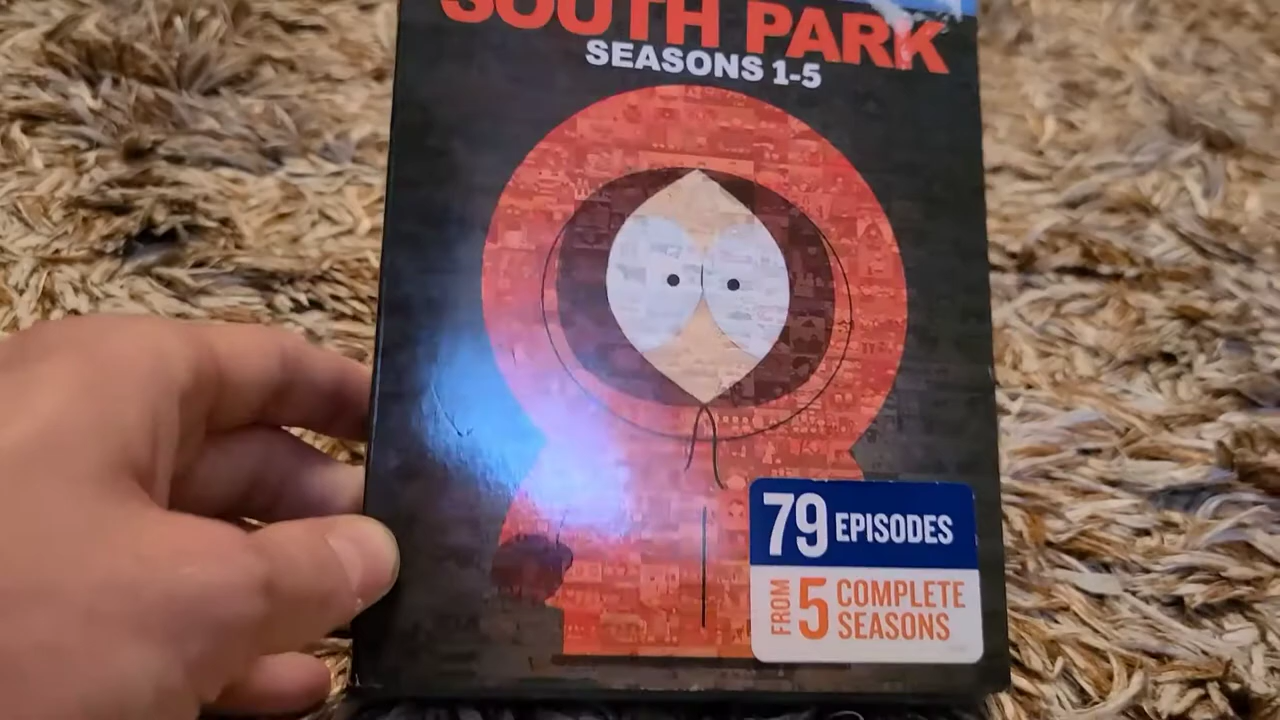 SOUTH PARK
SEASONS 1-5
79 EPISODES
FROM 5 COMPLETE
SEASONS